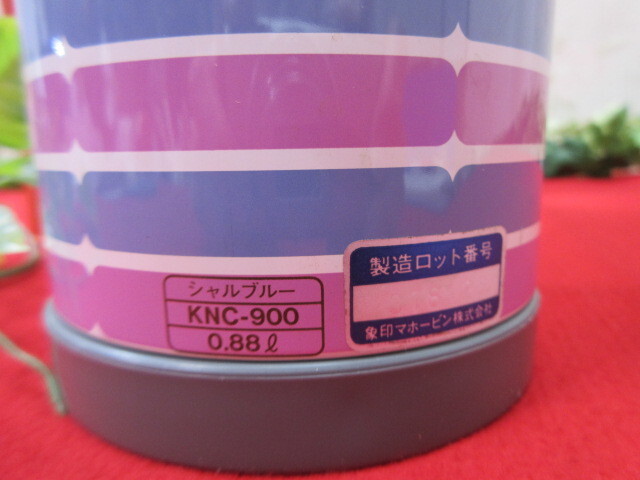 シャルブルー
KNC-900
0.88ℓ
製造ロット番号
象印マホービン株式会社